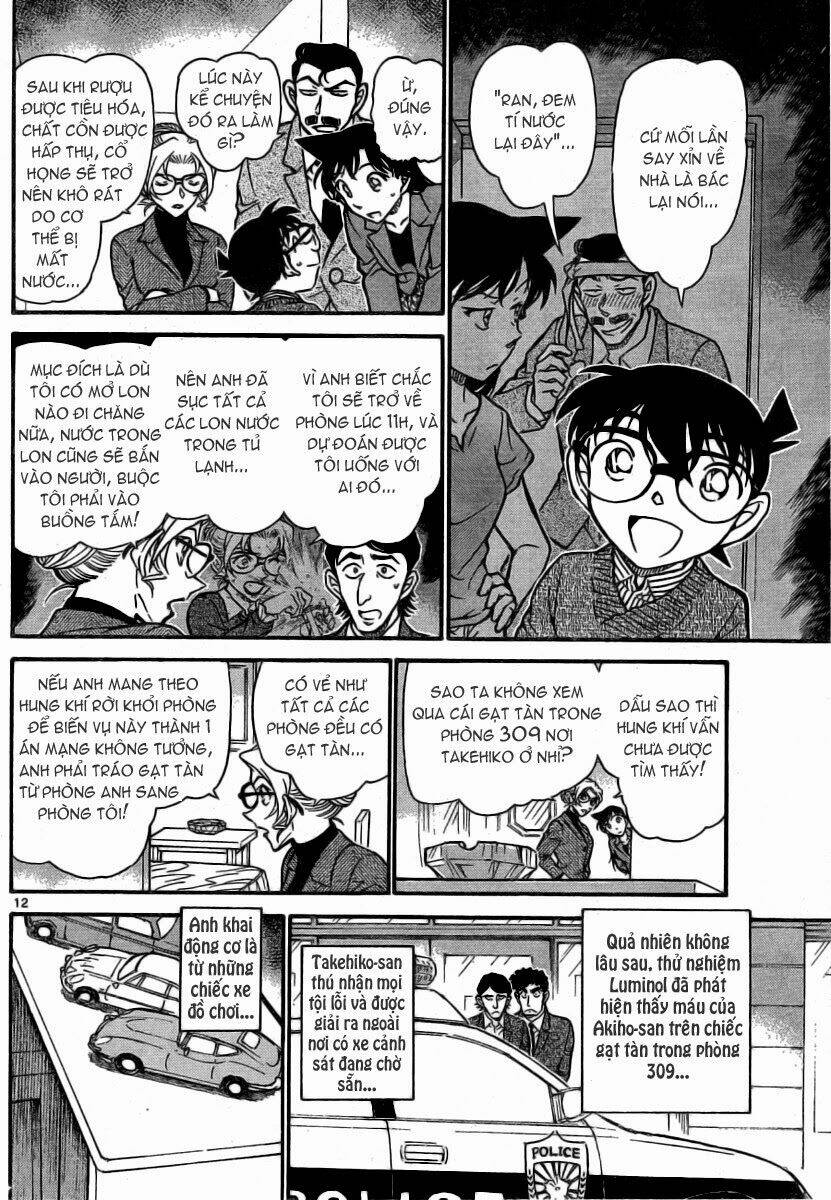 CỨ MỖI LẦN
SAY XỈN VỀ
NHÀ LÀ BÁC
LẠI NÓI...
"RAN, ĐEM
TÍ NƯỚC
LẠI ĐÂY"...
Ừ,
ĐÚNG
VẬY.
LÚC NÀY
KỂ CHUYỆN
ĐÓ RA LÀM
GÌ?
SAU KHI RƯỢU
ĐƯỢC TIÊU HÓA,
CHẤT CỒN ĐƯỢC
HẤP THỤ, CỔ
HỌNG SẼ TRỞ
NÊN KHÔ RÁT
DO CƠ
THỂ BỊ
MẤT
NƯỚC...
VÌ ANH BIẾT CHẮC
TÔI SẼ TRỞ VỀ
PHÒNG LÚC 11H, VÀ
DỰ ĐOÁN ĐƯỢC
TÔI UỐNG VỚI
AI ĐÓ...
NÊN ANH ĐÃ
SỤC TẤT CẢ
CÁC LON NƯỚC
TRONG TỦ
LẠNH...
MỤC ĐÍCH LÀ DÙ
TÔI CÓ MỞ LON
NÀO ĐI CHĂNG
NỮA, NƯỚC TRONG
LON CŨNG SẼ BẮN
VÀO NGƯỜI, BUỘC
TÔI PHẢI VÀO
BUỒNG TẮM!
DẪU SAO THÌ
HUNG KHÍ VẪN
CHƯA ĐƯỢC
TÌM THẤY!
SAO TA KHÔNG XEM
QUA CÁI GẠT TÀN TRONG
PHÒNG 309 NƠI
TAKEHIKO Ở NHỈ?
CÓ VẺ NHƯ
TẤT CẢ CÁC
PHÒNG ĐỀU CÓ
GẠT TÀN...
NẾU ANH MANG THEO
HUNG KHÍ RỜI KHỎI PHÒNG
ĐỂ BIẾN VỤ NÀY THÀNH 1
ÁN MẠNG KHÔNG TƯỞNG,
ANH PHẢI TRÁO GẠT TÀN
TỪ PHÒNG ANH SANG
PHÒNG TÔI!
12
Quả nhiên không
lâu sau, thử nghiệm
Luminol đã phát
hiện thấy máu của
Akiho-san trên chiếc
gạt tàn trong phòng
309...
Takehiko-san
thú nhận mọi
tội lỗi và được
giải ra ngoài
nơi có xe cảnh
sát đang chờ
sẵn...
Anh khai
động cơ là
từ những
chiếc xe
đồ chơi...
POLICE
POLICE